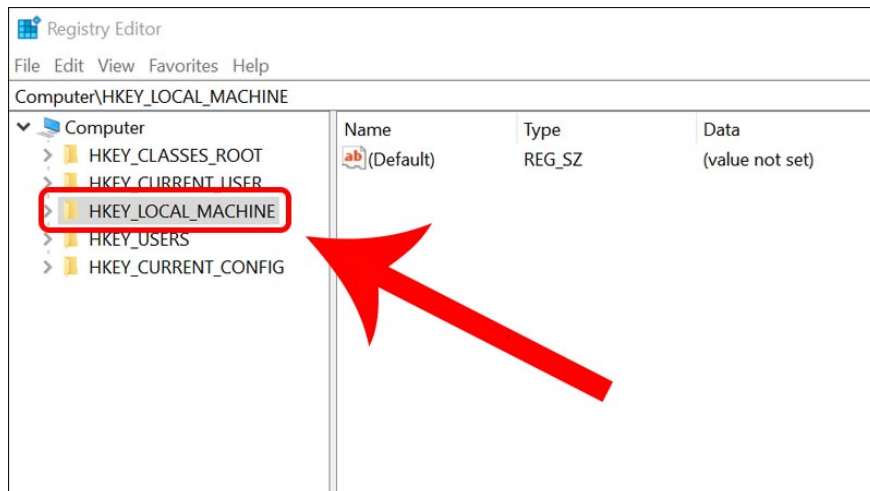 Registry Editor
File Edit View Favorites Help
Computer\HKEY_LOCAL_MACHINE
Computer
HKEY_CLASSES_ROOT
HKEY_CURRENT_USER
HKEY_LOCAL_MACHINE
HKEY_USERS
HKEY_CURRENT_CONFIG
Name Type Data
ab (Default) REG_SZ (value not set)